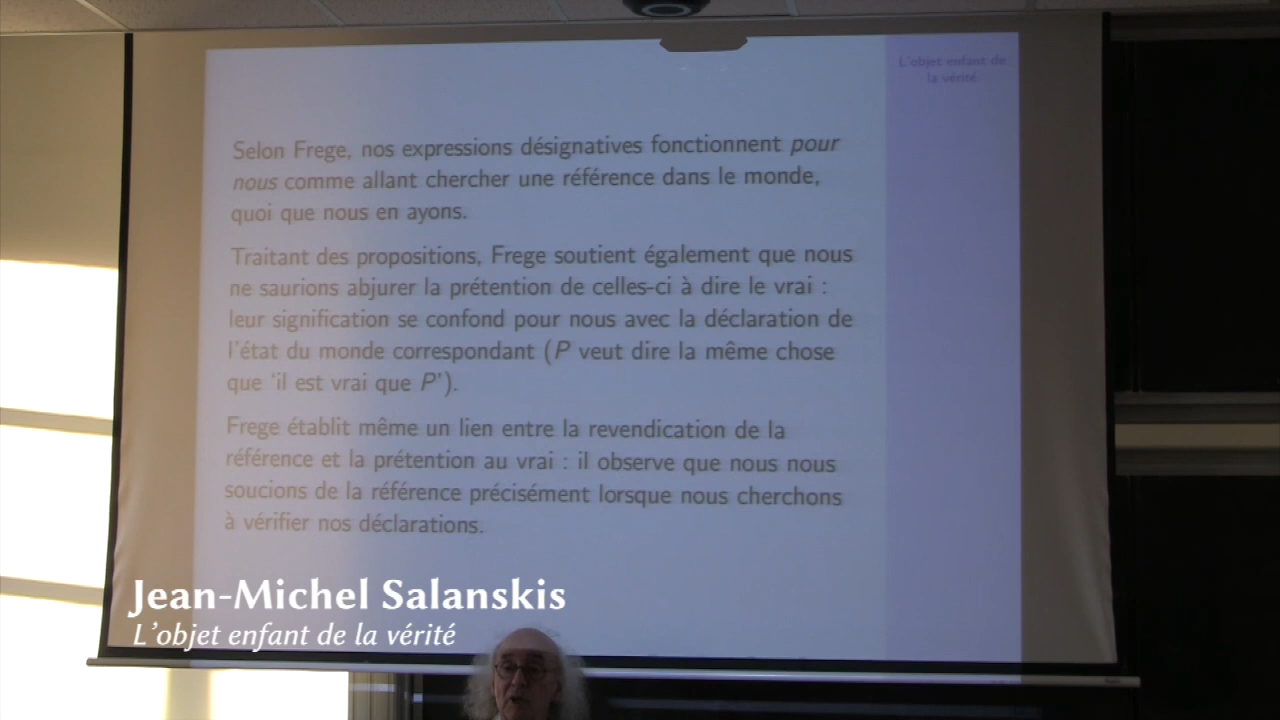 L'objet enfant de
la vérité
Selon Frege, nos expressions désignatives fonctionnent pour
nous comme allant chercher une référence dans le monde,
quoi que nous en ayons.
Traitant des propositions, Frege soutient également que nous
ne saurions abjurer la prétention de celles-ci à dire le vrai :
leur signification se confond pour nous avec la déclaration de
l'état du monde correspondant (P veut dire la même chose
que 'il est vrai que P').
Frege établit même un lien entre la revendication de la
référence et la prétention au vrai : il observe que nous nous
soucions de la référence précisément lorsque nous cherchons
à vérifier nos déclarations.
Jean-Michel Salanskis
L'objet enfant de la vérité